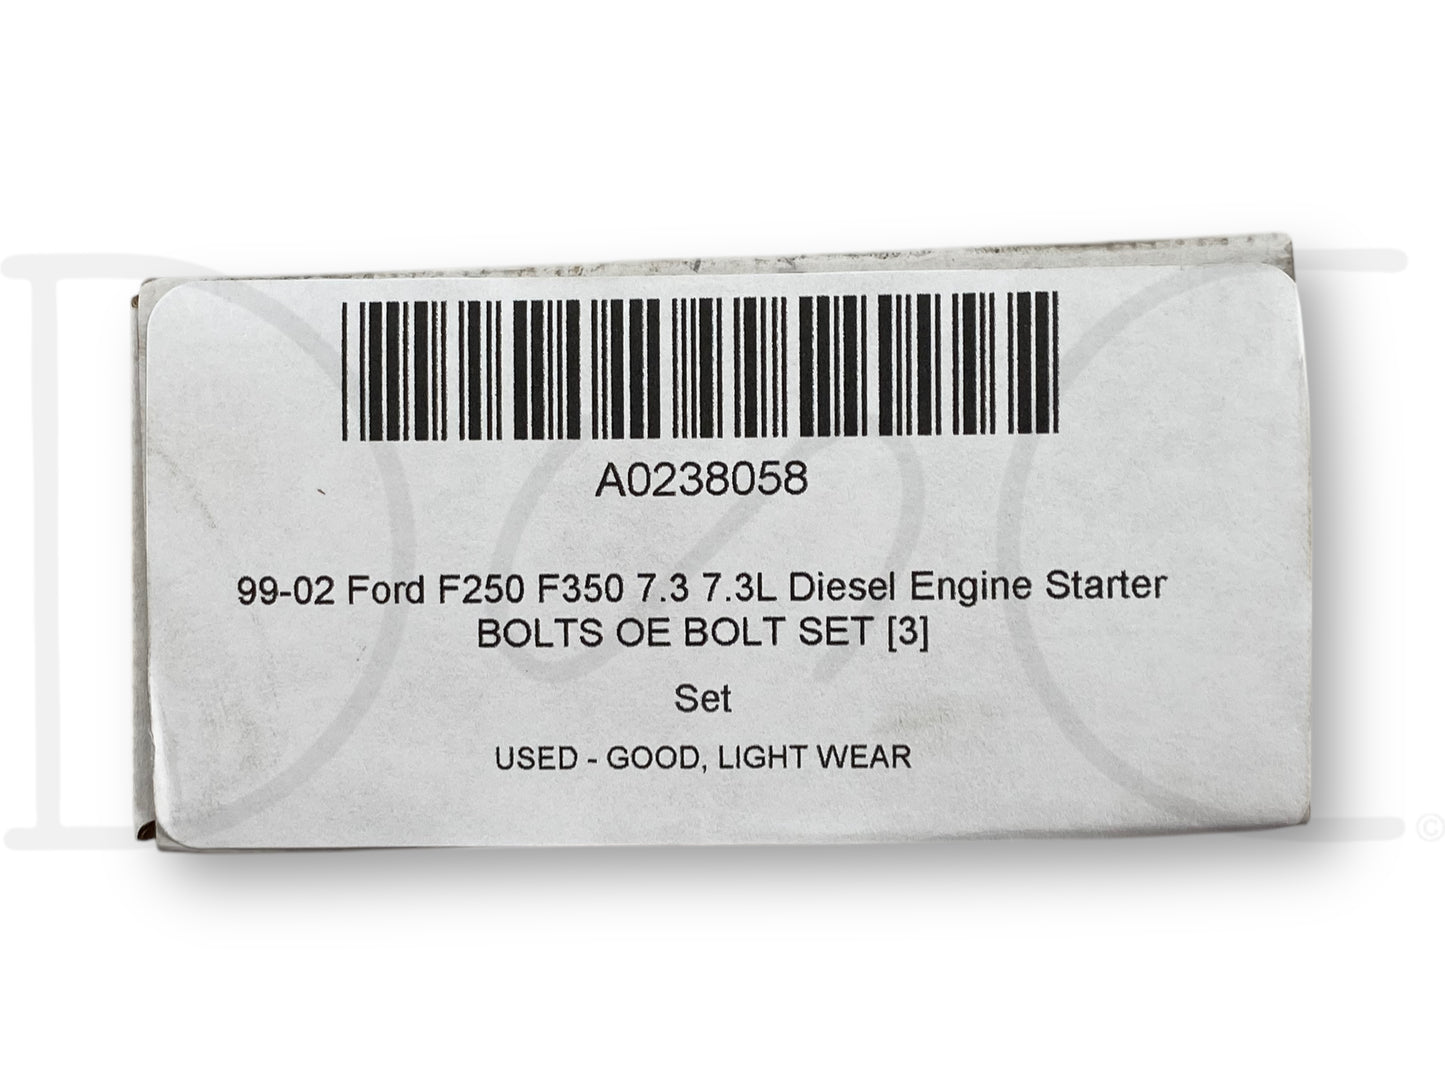 A0238058
99-02 Ford F250 F350 7.3 7.3L Diesel Engine Starter
BOLTS OE BOLT SET [3]
Set
USED - GOOD, LIGHT WEAR
©